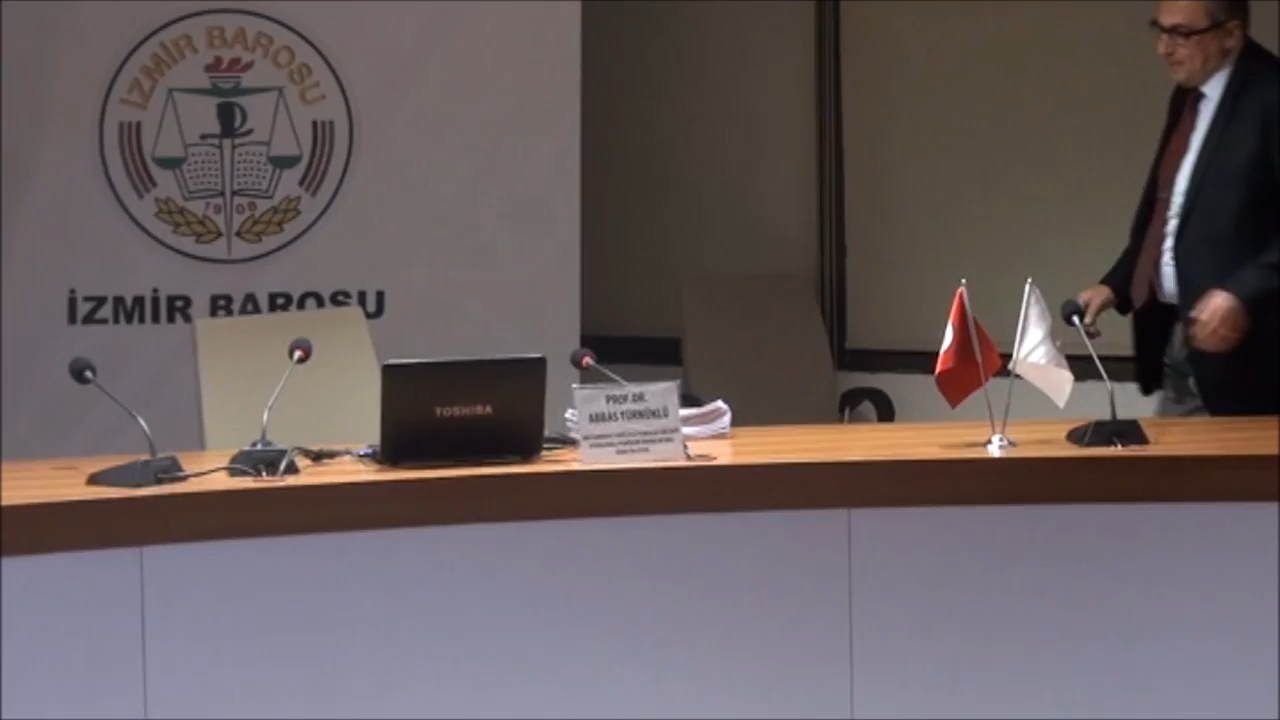 İZMİR BAROSU
1908
İZMİR BAROSU
TOSHIBA
PROF. DR.
ABBAS TÜRNÜKLÜ